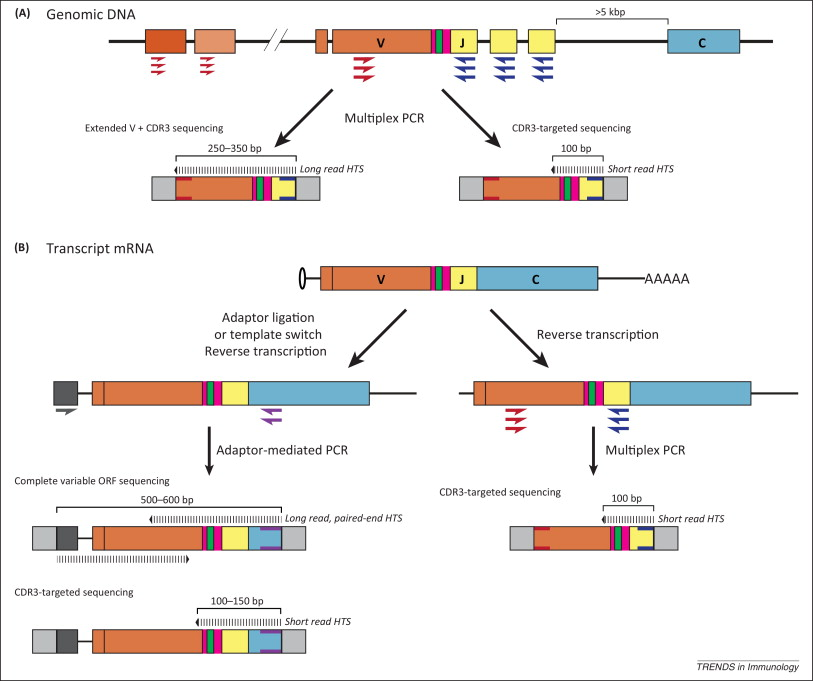 (A) Genomic DNA
>5 kbp
V J C
Multiplex PCR
Extended V + CDR3 sequencing
CDR3-targeted sequencing
250–350 bp
100 bp
Long read HTS
Short read HTS
(B) Transcript mRNA
V J C AAAAA
Adaptor ligation
or template switch
Reverse transcription
Reverse transcription
Adaptor-mediated PCR
Multiplex PCR
Complete variable ORF sequencing
CDR3-targeted sequencing
500–600 bp
100 bp
Long read, paired-end HTS
Short read HTS
CDR3-targeted sequencing
100–150 bp
Short read HTS
TRENDS in Immunology